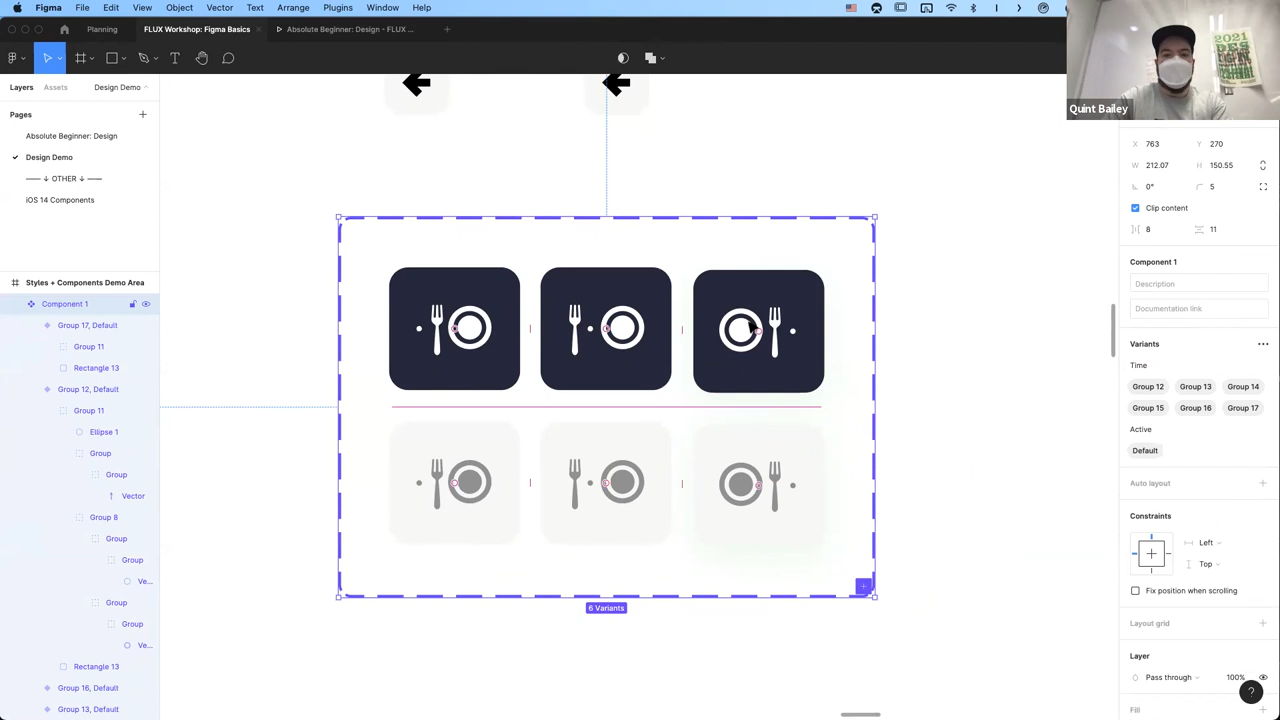 Figma File Edit View Object Vector Text Arrange Plugins Window Help
Planning FLUX Workshop: Figma Basics Absolute Beginner: Design - FLUX ...
Layers Assets Design Demo
Pages
Absolute Beginner: Design
Design Demo
—— ↓ OTHER ↓ ——
iOS 14 Components
Styles + Components Demo Area
Component 1
Group 17, Default
Group 11
Rectangle 13
Group 12, Default
Group 11
Ellipse 1
Group
Group
Vector
Group 8
Group
Group
Ve...
Group
Group
Ve...
Rectangle 13
Group 16, Default
Group 13, Default
6 Variants
2021
Quint Bailey
X 763 Y 270
W 212.07 H 150.55
0° 5
Clip content
8 11
Component 1
Description
Documentation link
Variants
Time
Group 12 Group 13 Group 14
Group 15 Group 16 Group 17
Active
Default
Auto layout
Constraints
Left
Top
Fix position when scrolling
Layout grid
Layer
Pass through 100%
Fill
?